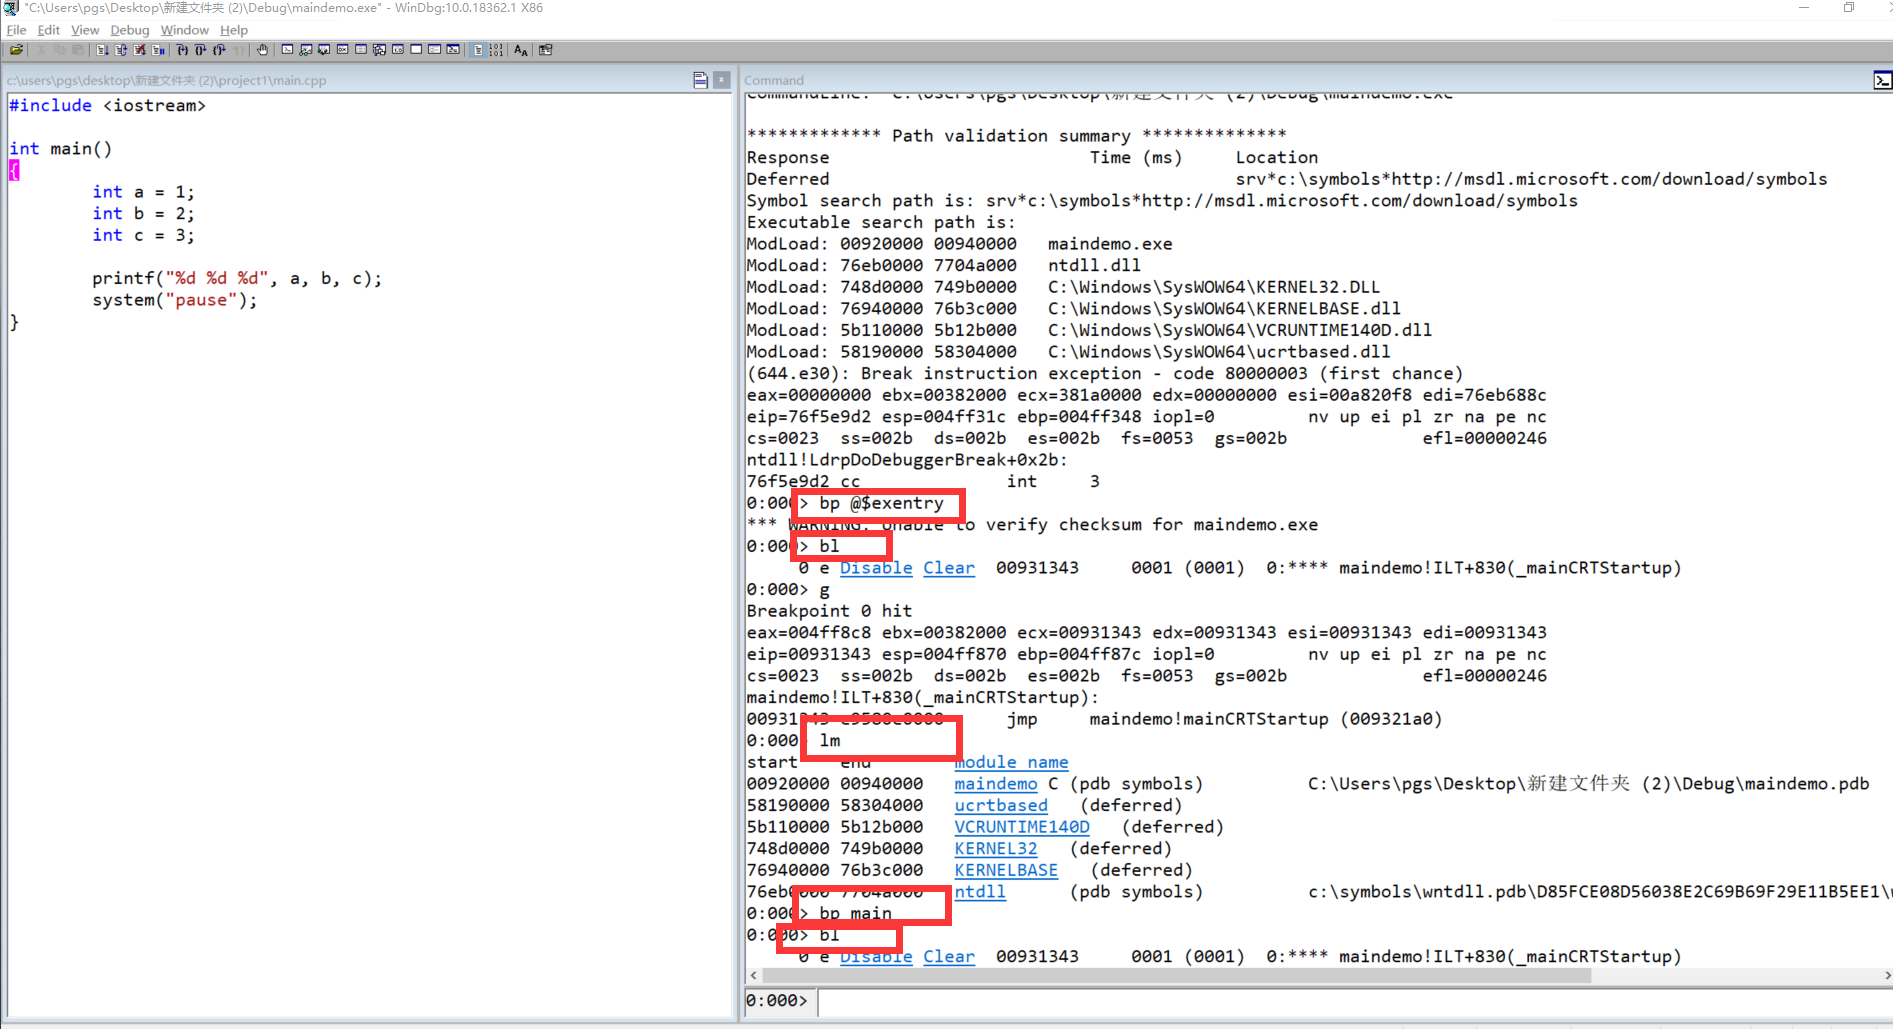 "C:\Users\pgs\Desktop\新建文件夹 (2)\Debug\maindemo.exe" - WinDbg:10.0.18362.1 X86
File Edit View Debug Window Help
c:\users\pgs\desktop\新建文件夹 (2)\project1\main.cpp
#include <iostream>
int main()
{
int a = 1;
int b = 2;
int c = 3;
printf("%d %d %d", a, b, c);
system("pause");
}
Command
CommandLine: "C:\Users\pgs\Desktop\新建文件夹 (2)\Debug\maindemo.exe"
************* Path validation summary **************
Response Time (ms) Location
Deferred srv*c:\symbols*http://msdl.microsoft.com/download/symbols
Symbol search path is: srv*c:\symbols*http://msdl.microsoft.com/download/symbols
Executable search path is:
ModLoad: 00920000 00940000 maindemo.exe
ModLoad: 76eb0000 7704a000 ntdll.dll
ModLoad: 748d0000 749b0000 C:\Windows\SysWOW64\KERNEL32.DLL
ModLoad: 76940000 76b3c000 C:\Windows\SysWOW64\KERNELBASE.dll
ModLoad: 5b110000 5b12b000 C:\Windows\SysWOW64\VCRUNTIME140D.dll
ModLoad: 58190000 58304000 C:\Windows\SysWOW64\ucrtbased.dll
(644.e30): Break instruction exception - code 80000003 (first chance)
eax=00000000 ebx=00382000 ecx=381a0000 edx=00000000 esi=00a820f8 edi=76eb688c
eip=76f5e9d2 esp=004ff31c ebp=004ff348 iopl=0 nv up ei pl zr na pe nc
cs=0023 ss=002b ds=002b es=002b fs=0053 gs=002b efl=00000246
ntdll!LdrpDoDebuggerBreak+0x2b:
76f5e9d2 cc int 3
0:000> bp @$exentry
*** WARNING: Unable to verify checksum for maindemo.exe
0:000> bl
0 e Disable Clear 00931343 0001 (0001) 0:**** maindemo!ILT+830(_mainCRTStartup)
0:000> g
Breakpoint 0 hit
eax=004ff8c8 ebx=00382000 ecx=00931343 edx=00931343 esi=00931343 edi=00931343
eip=00931343 esp=004ff870 ebp=004ff87c iopl=0 nv up ei pl zr na pe nc
cs=0023 ss=002b ds=002b es=002b fs=0053 gs=002b efl=00000246
maindemo!ILT+830(_mainCRTStartup):
00931343 e9580e0000 jmp maindemo!mainCRTStartup (009321a0)
0:000> lm
start end module name
00920000 00940000 maindemo C (pdb symbols) C:\Users\pgs\Desktop\新建文件夹 (2)\Debug\maindemo.pdb
58190000 58304000 ucrtbased (deferred)
5b110000 5b12b000 VCRUNTIME140D (deferred)
748d0000 749b0000 KERNEL32 (deferred)
76940000 76b3c000 KERNELBASE (deferred)
76eb0000 7704a000 ntdll (pdb symbols) c:\symbols\wntdll.pdb\D85FCE08D56038E2C69B69F29E11B5EE1\
0:000> bp main
0:000> bl
0 e Disable Clear 00931343 0001 (0001) 0:**** maindemo!ILT+830(_mainCRTStartup)
0:000>